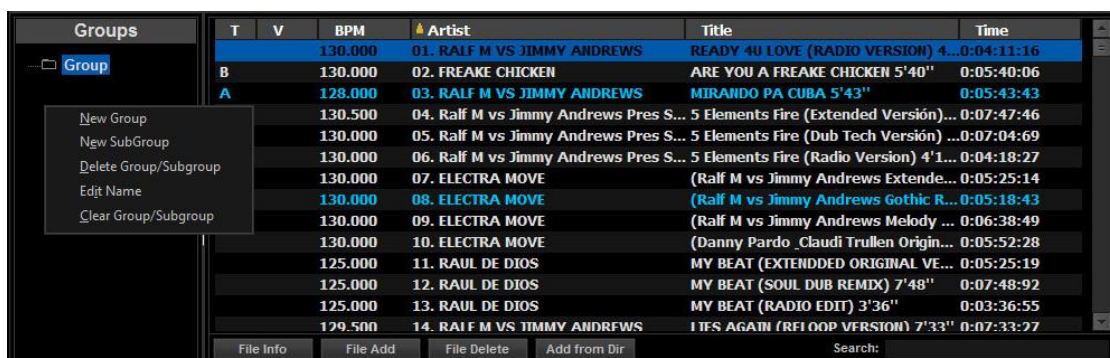 Groups
Group
New Group
New SubGroup
Delete Group/Subgroup
Edit Name
Clear Group/Subgroup
T V BPM Artist Title Time
130.000 01. RALF M VS JIMMY ANDREWS READY 4U LOVE (RADIO VERSION) 4...0:04:11:16
B 130.000 02. FREAKE CHICKEN ARE YOU A FREAKE CHICKEN 5'40'' 0:05:40:06
A 128.000 03. RALF M VS JIMMY ANDREWS MIRANDO PA CUBA 5'43'' 0:05:43:43
130.500 04. Ralf M vs Jimmy Andrews Pres S... 5 Elements Fire (Extended Versión)... 0:07:47:46
130.000 05. Ralf M vs Jimmy Andrews Pres S... 5 Elements Fire (Dub Tech Versión) ...0:07:04:69
130.000 06. Ralf M vs Jimmy Andrews Pres S... 5 Elements Fire (Radio Version) 4'1... 0:04:18:27
130.000 07. ELECTRA MOVE (Ralf M vs Jimmy Andrews Extende... 0:05:25:14
130.000 08. ELECTRA MOVE (Ralf M vs Jimmy Andrews Gothic R... 0:05:18:43
130.000 09. ELECTRA MOVE (Ralf M vs Jimmy Andrews Melody ... 0:06:38:49
130.000 10. ELECTRA MOVE (Danny Pardo _Claudi Trullen Origin... 0:05:52:28
125.000 11. RAUL DE DIOS MY BEAT (EXTENDDED ORIGINAL VE... 0:05:25:19
125.000 12. RAUL DE DIOS MY BEAT (SOUL DUB REMIX) 7'48'' 0:07:48:92
125.000 13. RAUL DE DIOS MY BEAT (RADIO EDIT) 3'36'' 0:03:36:55
129.500 14. RALF M VS JIMMY ANDREWS LIES AGAIN (RELOOP VERSION) 7'33'' 0:07:33:27
File Info File Add File Delete Add from Dir Search: